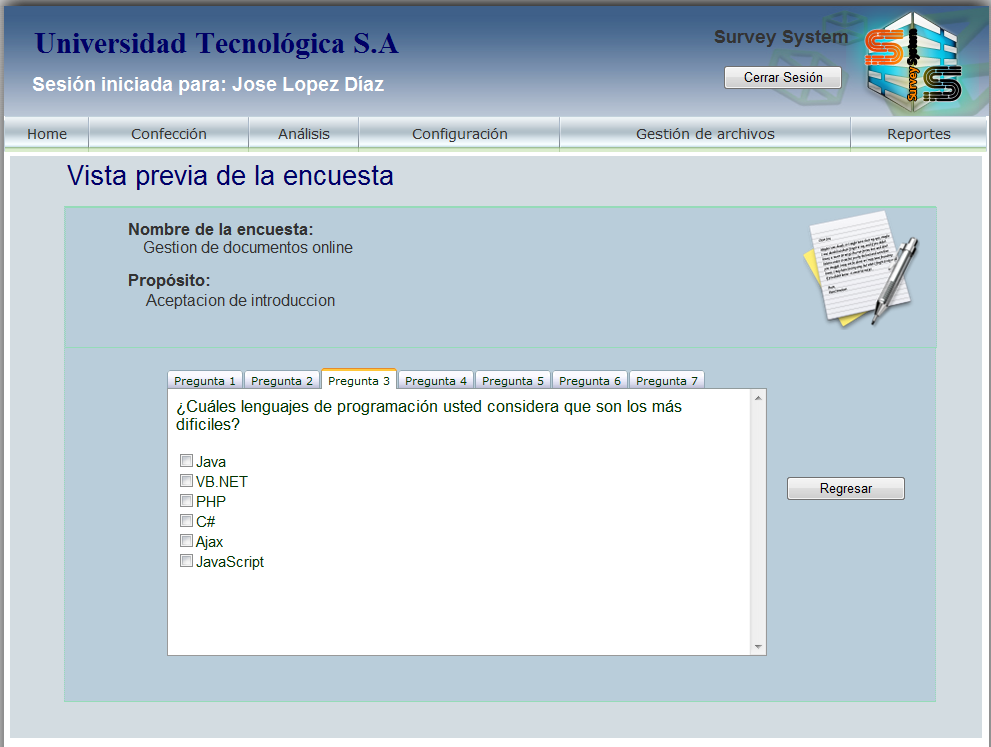 Universidad Tecnológica S.A
Survey System
Sesión iniciada para: Jose Lopez Díaz
Cerrar Sesión
Survey System
SS
Home
Confección
Análisis
Configuración
Gestión de archivos
Reportes
Vista previa de la encuesta
Nombre de la encuesta:
Gestion de documentos online
Propósito:
Aceptacion de introduccion
Pregunta 1
Pregunta 2
Pregunta 3
Pregunta 4
Pregunta 5
Pregunta 6
Pregunta 7
¿Cuáles lenguajes de programación usted considera que son los más
dificiles?
Java
VB.NET
PHP
C#
Ajax
JavaScript
Regresar